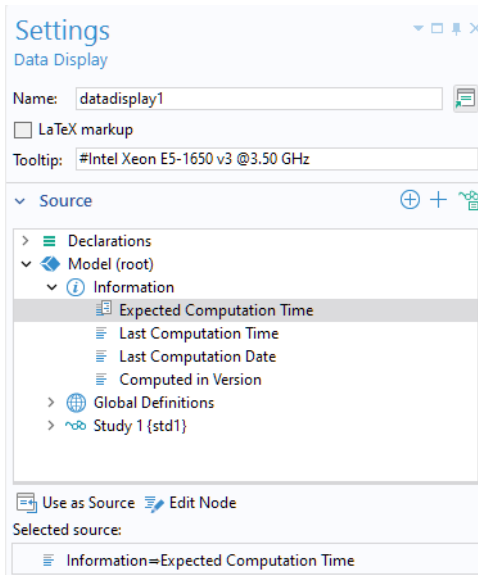 Settings
Data Display
Name: datadisplay1
LaTeX markup
Tooltip: #Intel Xeon E5-1650 v3 @3.50 GHz
Source
Declarations
Model (root)
Information
Expected Computation Time
Last Computation Time
Last Computation Date
Computed in Version
Global Definitions
Study 1 {std1}
Use as Source Edit Node
Selected source:
Information⇒Expected Computation Time